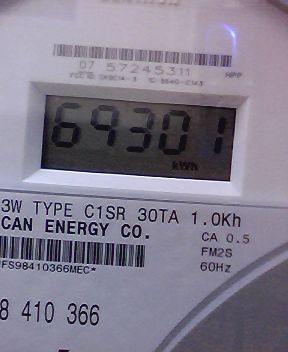 07 57245311
HPP
69301
kWh
3W TYPE C1SR 30TA 1.0Kh
CAN ENERGY CO.
CA 0.5
FM2S
60Hz
*FS98410366MEC*
8 410 366